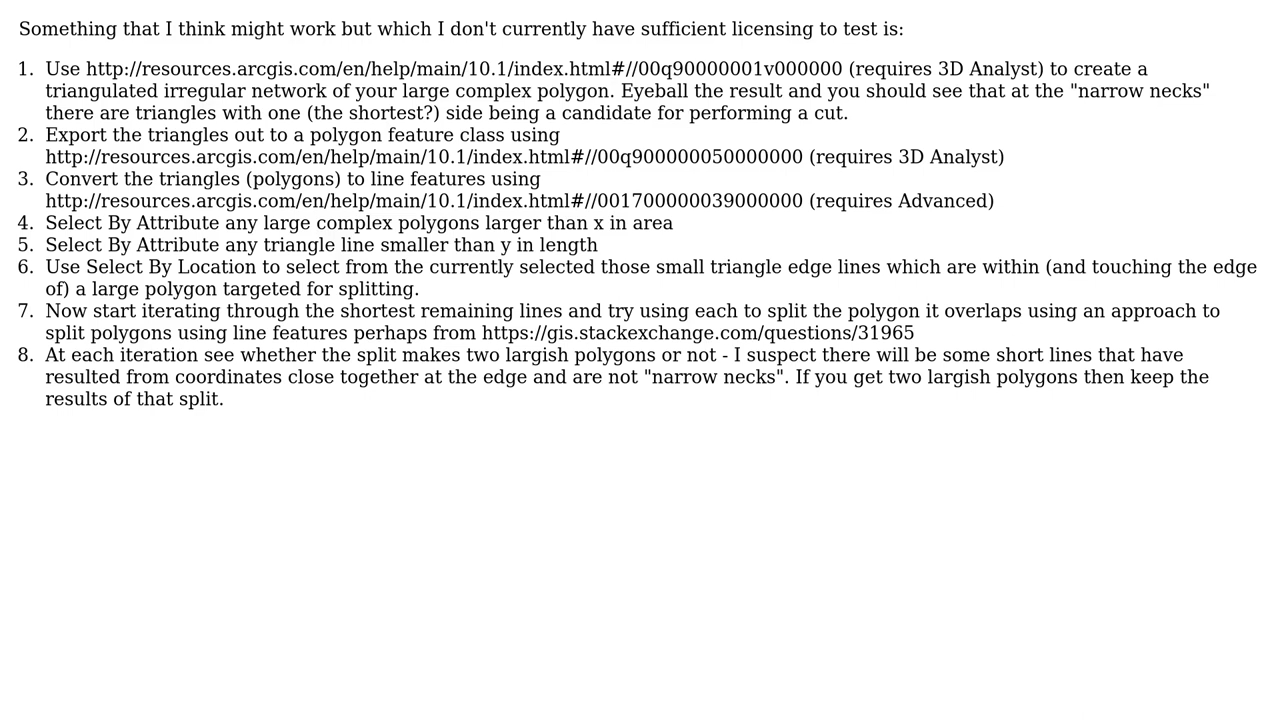 Something that I think might work but which I don't currently have sufficient licensing to test is:
1. Use http://resources.arcgis.com/en/help/main/10.1/index.html#//00q90000001v000000 (requires 3D Analyst) to create a
triangulated irregular network of your large complex polygon. Eyeball the result and you should see that at the "narrow necks"
there are triangles with one (the shortest?) side being a candidate for performing a cut.
2. Export the triangles out to a polygon feature class using
http://resources.arcgis.com/en/help/main/10.1/index.html#//00q900000050000000 (requires 3D Analyst)
3. Convert the triangles (polygons) to line features using
http://resources.arcgis.com/en/help/main/10.1/index.html#//001700000039000000 (requires Advanced)
4. Select By Attribute any large complex polygons larger than x in area
5. Select By Attribute any triangle line smaller than y in length
6. Use Select By Location to select from the currently selected those small triangle edge lines which are within (and touching the edge
of) a large polygon targeted for splitting.
7. Now start iterating through the shortest remaining lines and try using each to split the polygon it overlaps using an approach to
split polygons using line features perhaps from https://gis.stackexchange.com/questions/31965
8. At each iteration see whether the split makes two largish polygons or not - I suspect there will be some short lines that have
resulted from coordinates close together at the edge and are not "narrow necks". If you get two largish polygons then keep the
results of that split.